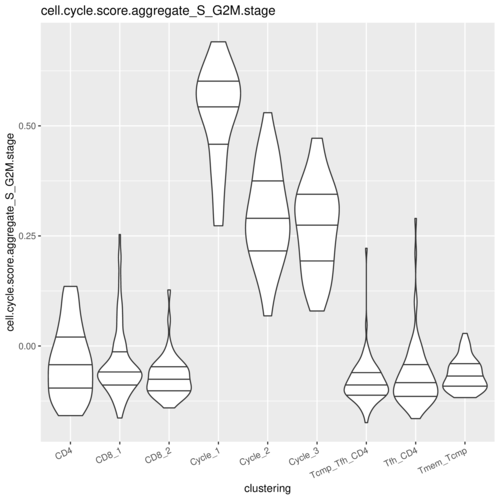 cell.cycle.score.aggregate_S_G2M.stage
cell.cycle.score.aggregate_S_G2M.stage
0.50
0.25
0.00
CD4
CD8_1
CD8_2
Cycle_1
Cycle_2
Cycle_3
Tcmp_Tfh_CD4
Tfh_CD4
Tmem_Tcmp
clustering